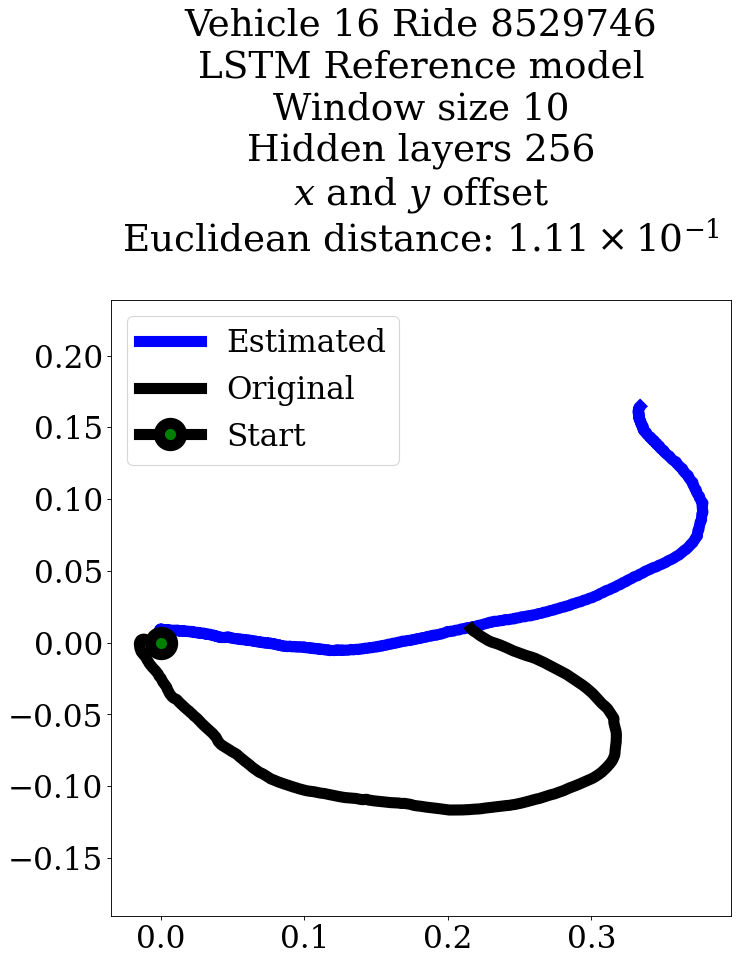 Vehicle 16 Ride 8529746
LSTM Reference model
Window size 10
Hidden layers 256
x and y offset
Euclidean distance: 1.11 × 10⁻¹
Estimated
Original
Start
0.20
0.15
0.10
0.05
0.00
−0.05
−0.10
−0.15
0.0 0.1 0.2 0.3